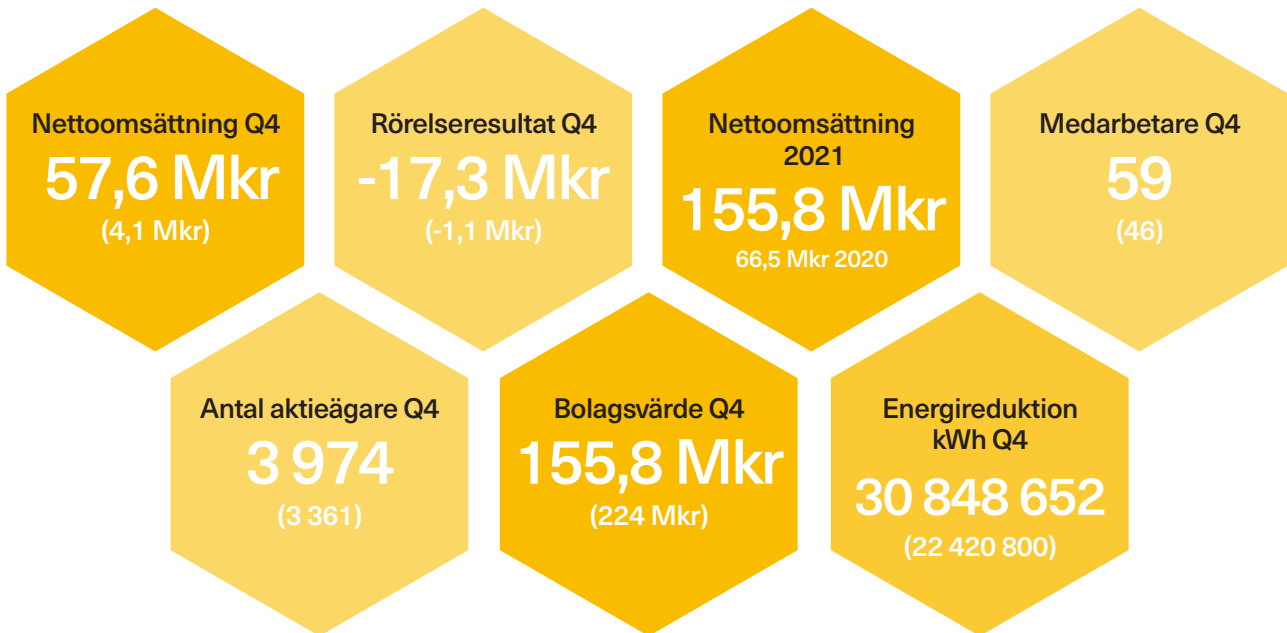 Nettoomsättning Q4
57,6 Mkr
(4,1 Mkr)
Rörelseresultat Q4
-17,3 Mkr
(-1,1 Mkr)
Nettoomsättning
2021
155,8 Mkr
66,5 Mkr 2020
Medarbetare Q4
59
(46)
Antal aktieägare Q4
3 974
(3 361)
Bolagsvärde Q4
155,8 Mkr
(224 Mkr)
Energireduktion
kWh Q4
30 848 652
(22 420 800)